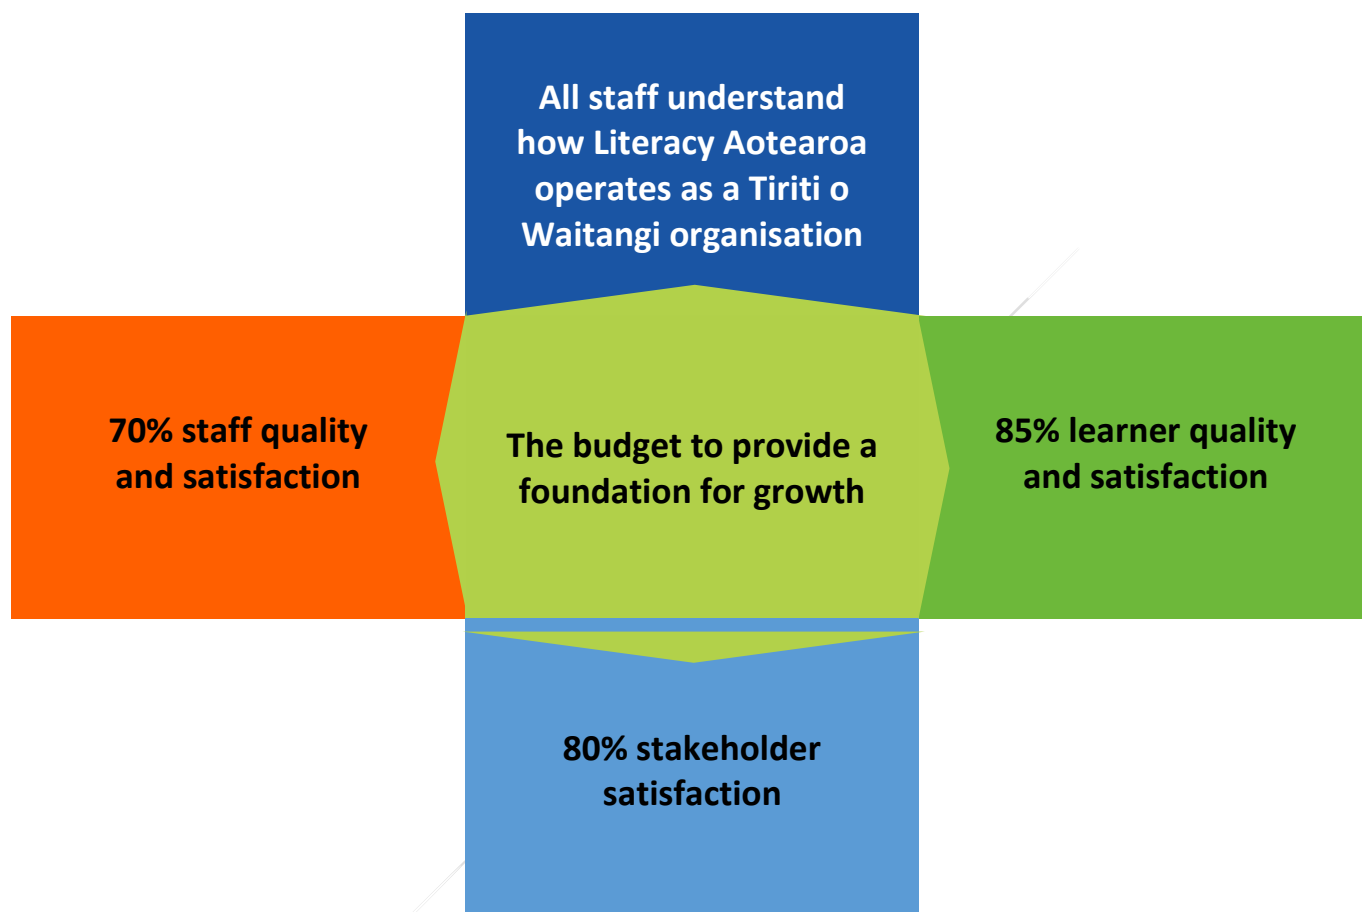 All staff understand
how Literacy Aotearoa
operates as a Tiriti o
Waitangi organisation
70% staff quality
and satisfaction
The budget to provide a
foundation for growth
85% learner quality
and satisfaction
80% stakeholder
satisfaction